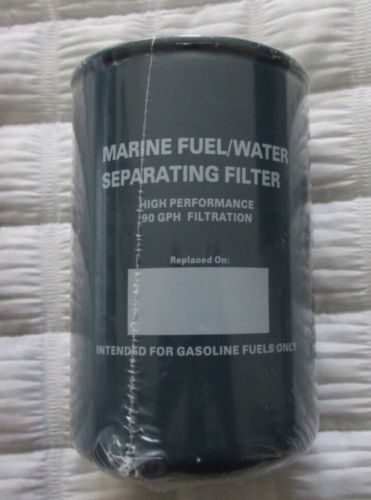 MARINE FUEL/WATER
SEPARATING FILTER
HIGH PERFORMANCE
90 GPH FILTRATION
Replaced On:
INTENDED FOR GASOLINE FUELS ONLY